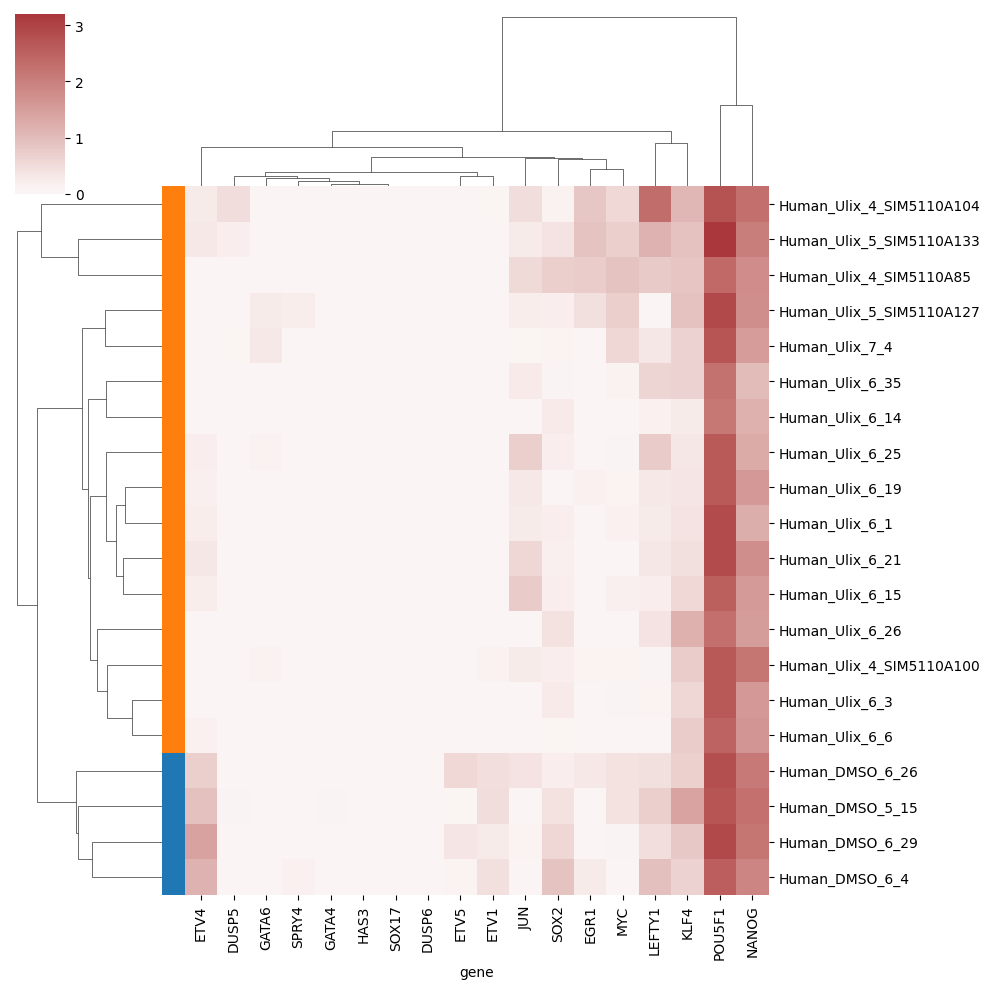 3
2
1
0
Human_Ulix_4_SIM5110A104
Human_Ulix_5_SIM5110A133
Human_Ulix_4_SIM5110A85
Human_Ulix_5_SIM5110A127
Human_Ulix_7_4
Human_Ulix_6_35
Human_Ulix_6_14
Human_Ulix_6_25
Human_Ulix_6_19
Human_Ulix_6_1
Human_Ulix_6_21
Human_Ulix_6_15
Human_Ulix_6_26
Human_Ulix_4_SIM5110A100
Human_Ulix_6_3
Human_Ulix_6_6
Human_DMSO_6_26
Human_DMSO_5_15
Human_DMSO_6_29
Human_DMSO_6_4
ETV4
DUSP5
GATA6
SPRY4
GATA4
HAS3
SOX17
DUSP6
ETV5
ETV1
JUN
SOX2
EGR1
MYC
LEFTY1
KLF4
POU5F1
NANOG
gene